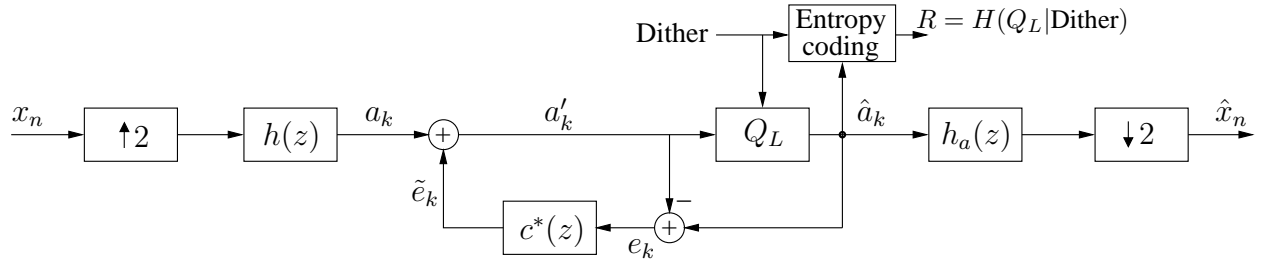 Dither
Entropy
coding
R = H(Q_L|Dither)
x_n
↑2
h(z)
a_k
+
a'_k
Q_L
â_k
h_a(z)
↓2
x̂_n
ẽ_k
c*(z)
e_k
+
−